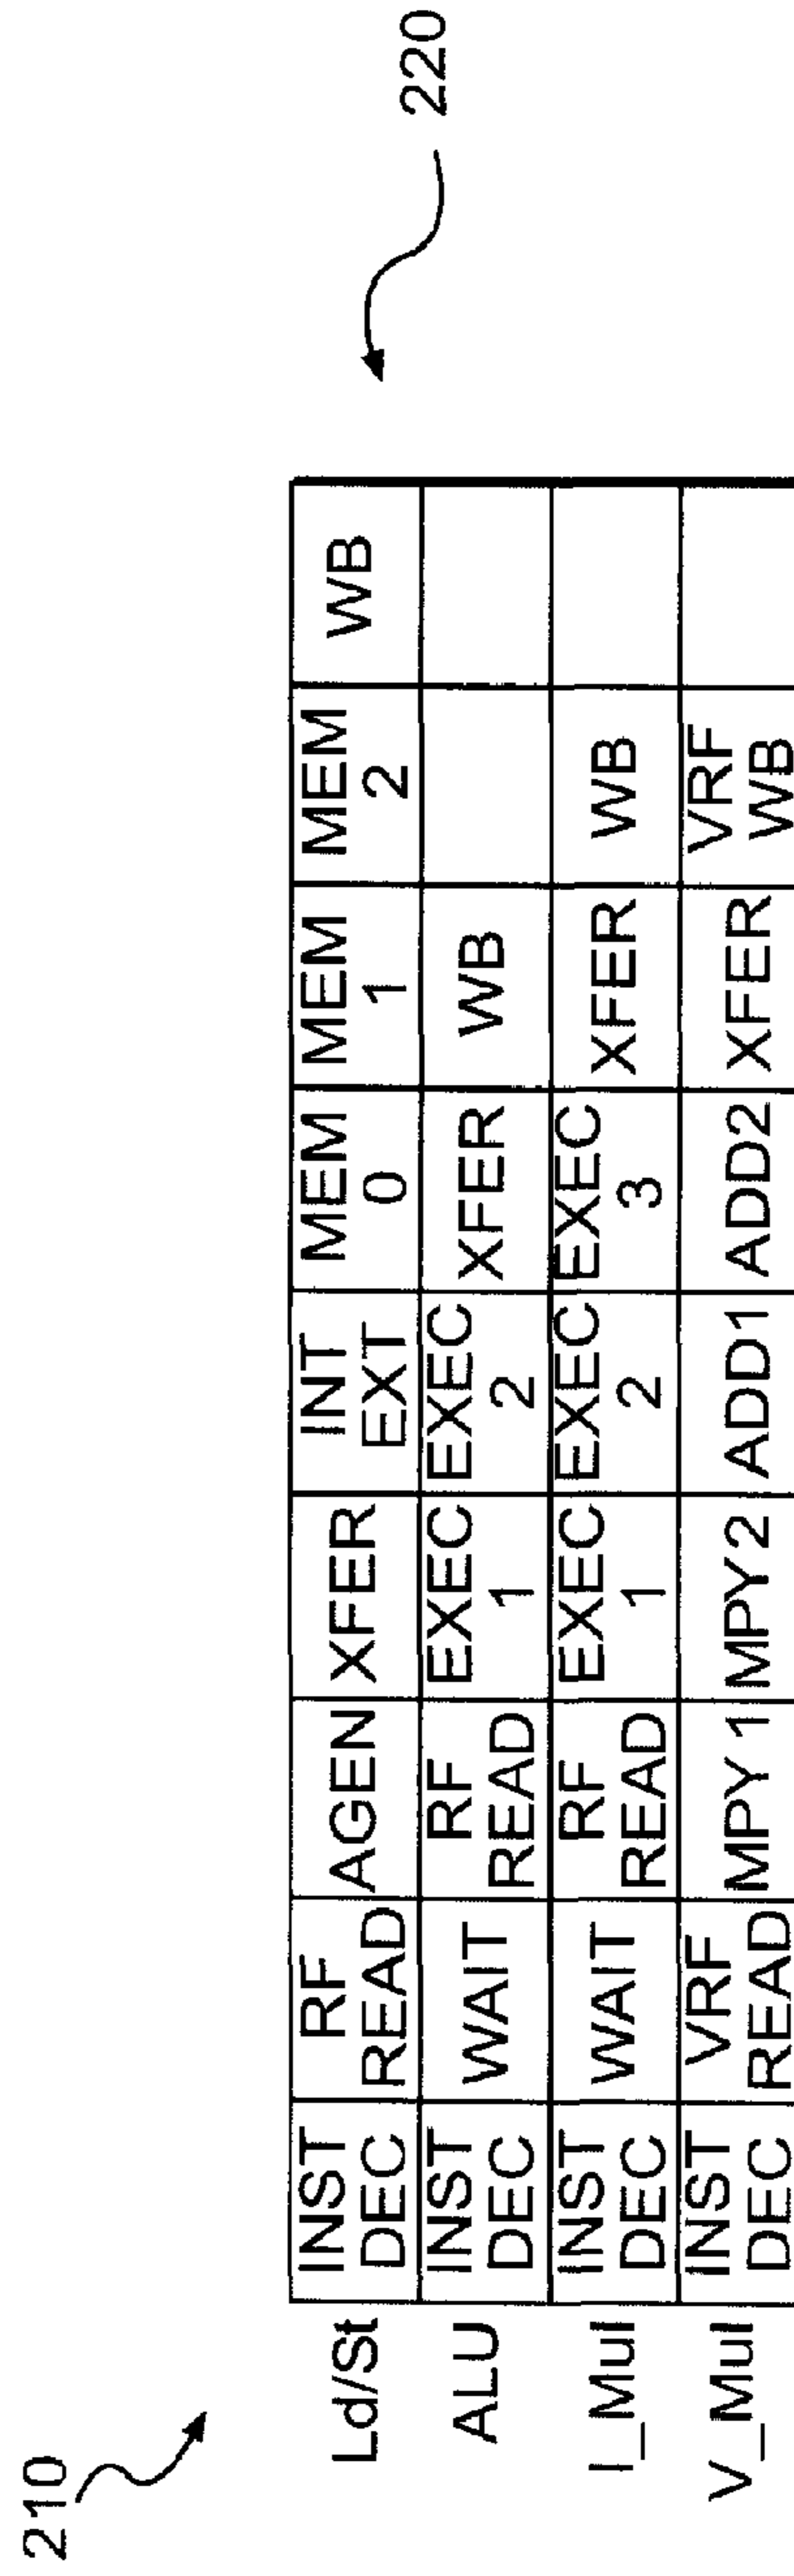 210
220
Ld/St INST DEC RF READ AGEN XFER INT EXT MEM 0 MEM 1 MEM 2 WB
ALU INST DEC WAIT RF READ EXEC 1 EXEC 2 XFER WB
I_Mul INST DEC WAIT RF READ EXEC 1 EXEC 2 EXEC 3 XFER WB
V_Mul INST DEC VRF READ MPY 1 MPY 2 ADD1 ADD2 XFER VRF WB